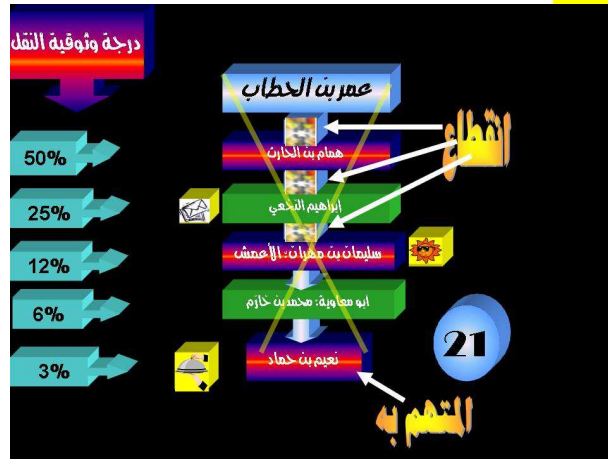 درجة وثوقية النقل
عمر بن الخطاب
انقطاع
50%
همام بن الحارث
25%
إبراهيم النخعي
12%
سليمان بن مهران: الأعمش
6%
ابو معاوية: محمد بن خازم
21
3%
نعيم بن حماد
المتهم به